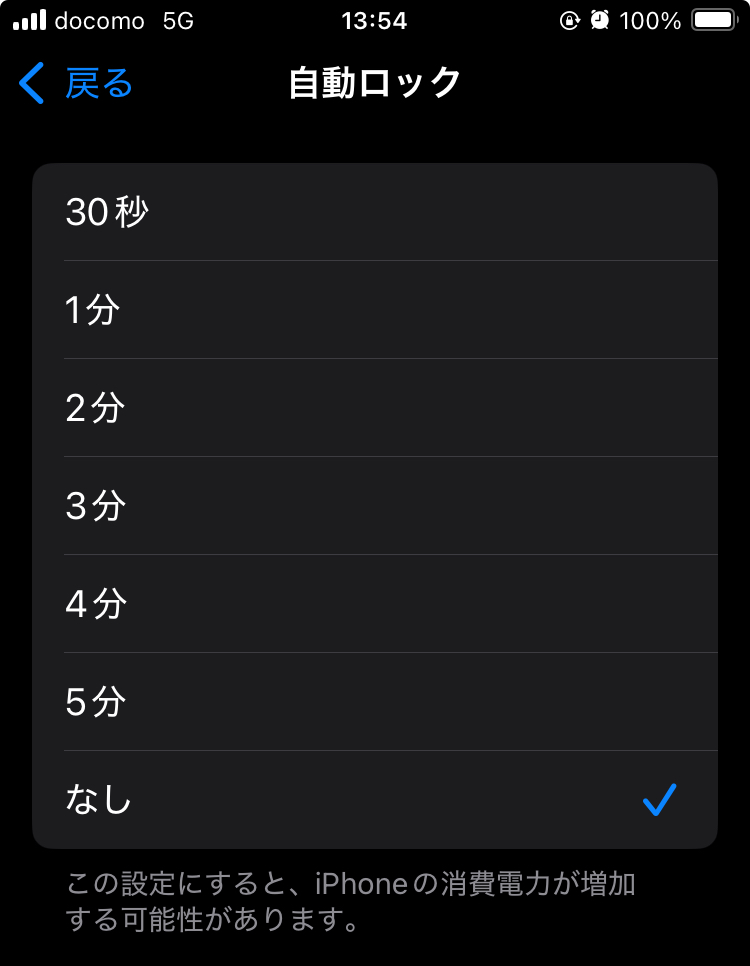 docomo 5G 13:54 100%
戻る 自動ロック
30秒
1分
2分
3分
4分
5分
なし
この設定にすると、iPhoneの消費電力が増加
する可能性があります。